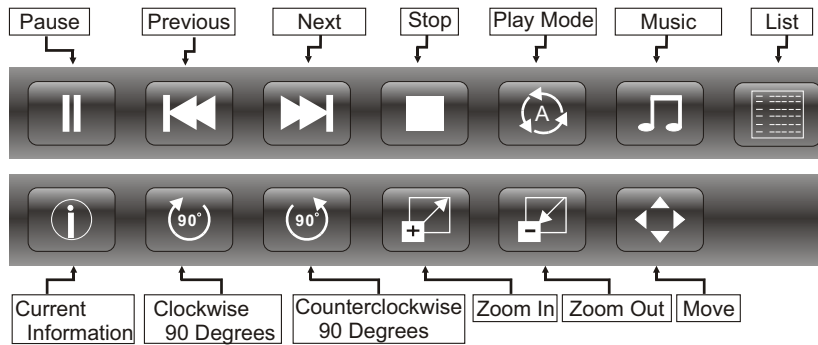 Pause Previous Next Stop Play Mode Music List
A
i 90° 90°
+ -
Current Information
Clockwise 90 Degrees
Counterclockwise 90 Degrees
Zoom In Zoom Out Move